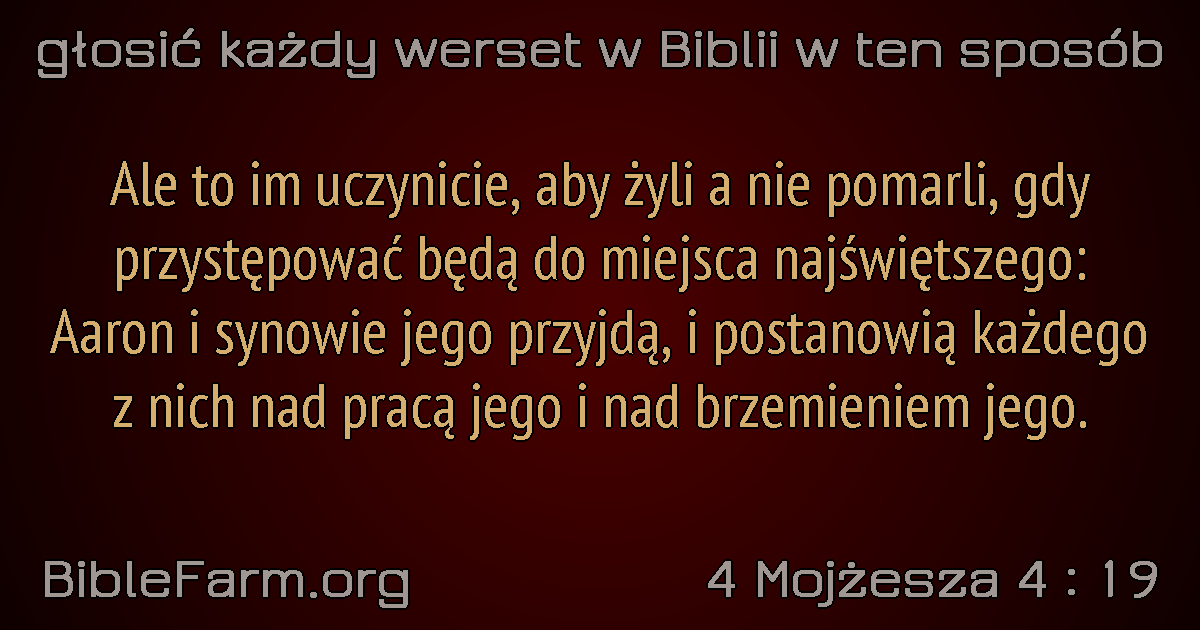 głosić każdy werset w Biblii w ten sposób
Ale to im uczynicie, aby żyli a nie pomarli, gdy
przystępować będą do miejsca najświętszego:
Aaron i synowie jego przyjdą, i postanowią każdego
z nich nad pracą jego i nad brzemieniem jego.
BibleFarm.org
4 Mojżesza 4 : 19